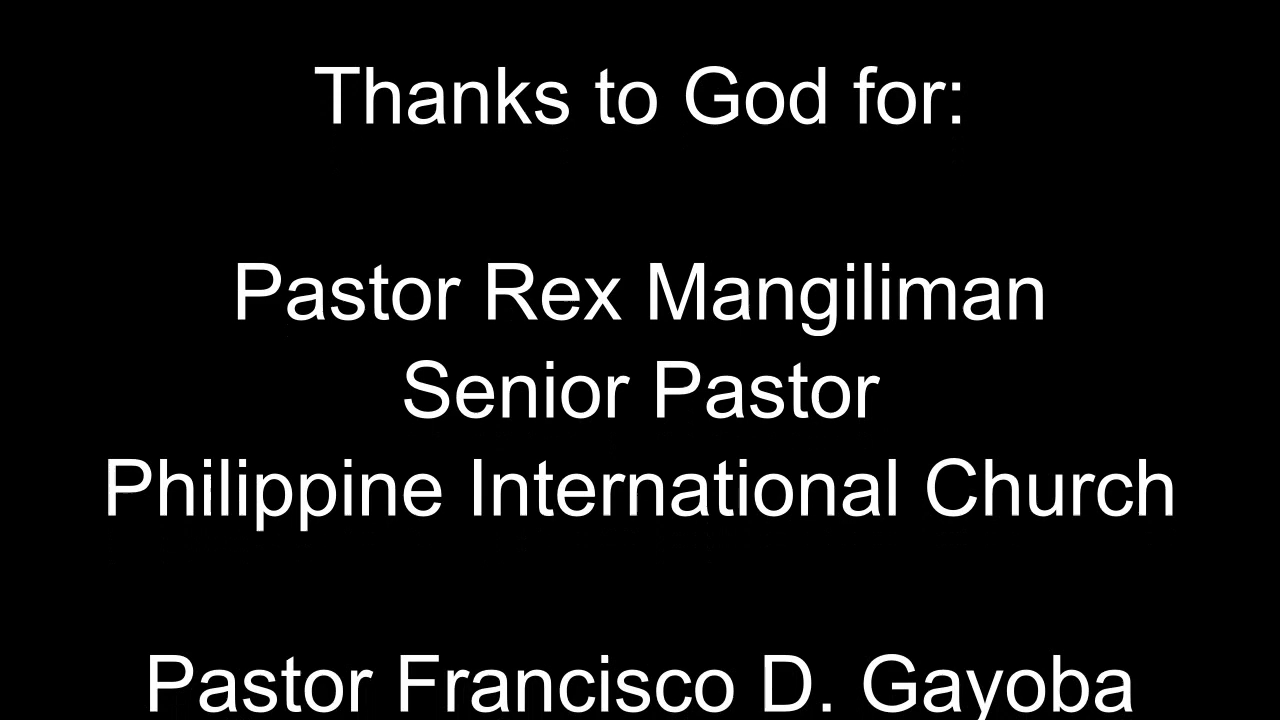 Thanks to God for:
Pastor Rex Mangiliman
Senior Pastor
Philippine International Church
Pastor Francisco D. Gayoba